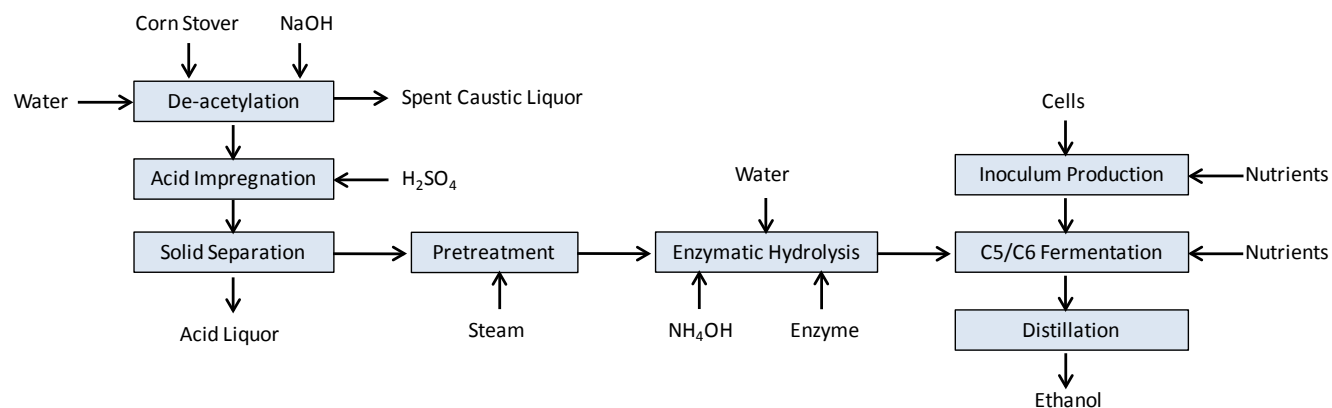 Corn Stover
NaOH
Water
De-acetylation
Spent Caustic Liquor
Acid Impregnation
H₂SO₄
Solid Separation
Acid Liquor
Pretreatment
Steam
Water
Enzymatic Hydrolysis
NH₄OH
Enzyme
Cells
Inoculum Production
Nutrients
C5/C6 Fermentation
Nutrients
Distillation
Ethanol